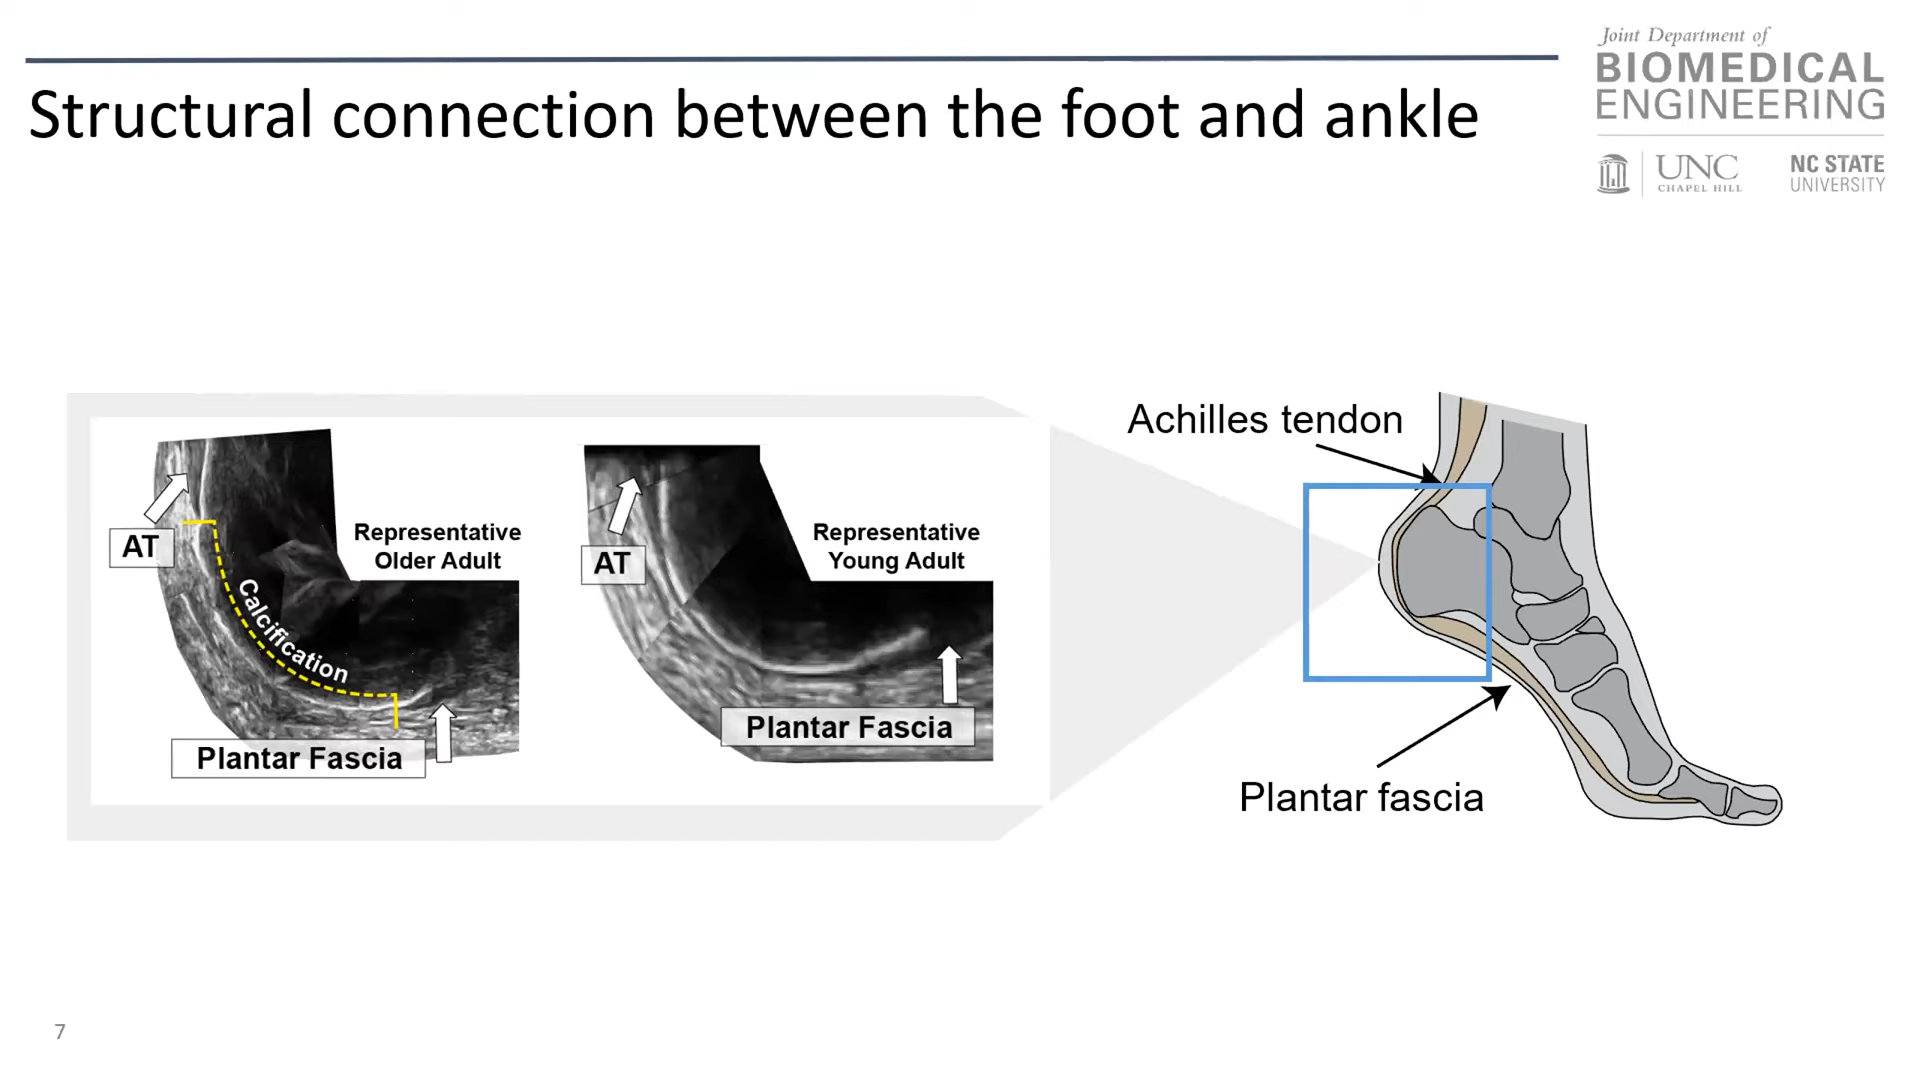 Joint Department of
BIOMEDICAL
ENGINEERING
UNC
CHAPEL HILL
NC STATE
UNIVERSITY
Structural connection between the foot and ankle
AT
Calcification
Representative
Older Adult
Plantar Fascia
AT
Representative
Young Adult
Plantar Fascia
Achilles tendon
Plantar fascia
7